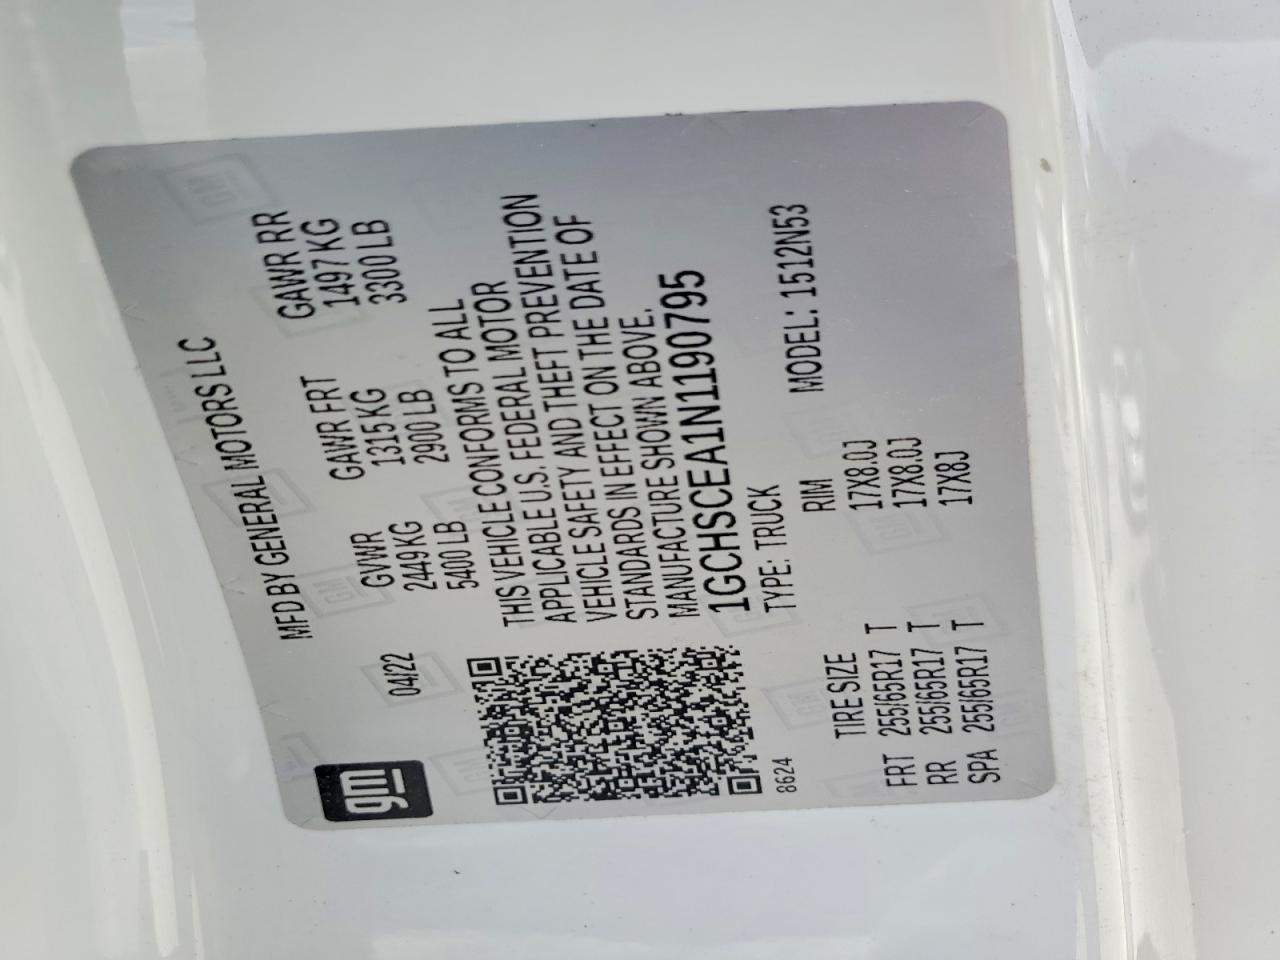 gm
MFD BY GENERAL MOTORS LLC
04/22 GVWR GAWR FRT GAWR RR
2449 KG 1315 KG 1497 KG
5400 LB 2900 LB 3300 LB
THIS VEHICLE CONFORMS TO ALL
APPLICABLE U.S. FEDERAL MOTOR
VEHICLE SAFETY AND THEFT PREVENTION
STANDARDS IN EFFECT ON THE DATE OF
MANUFACTURE SHOWN ABOVE.
1GCHSCEA1N1190795
8624 TYPE: TRUCK MODEL: 1512N53
TIRE SIZE RIM
FRT 255/65R17 T 17X8.0J
RR 255/65R17 T 17X8.0J
SPA 255/65R17 T 17X8J